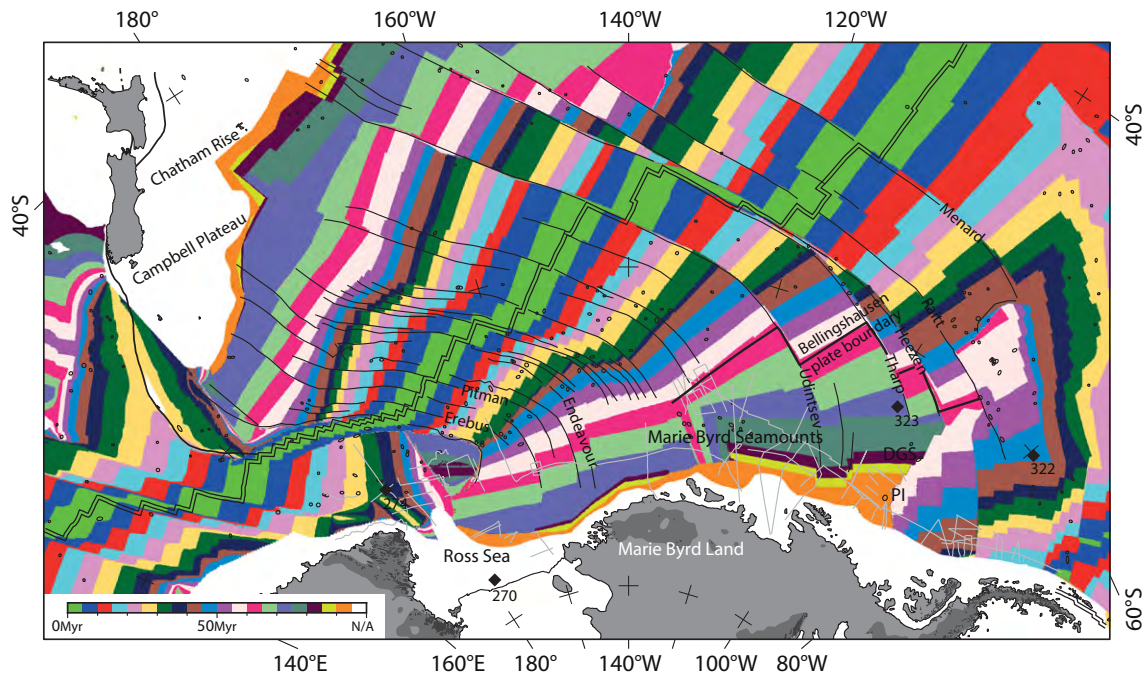 180°
160°W
140°W
120°W
40°S
40°S
Chatham Rise
Campbell Plateau
Menard
Raitt
Heezen
Bellingshausen
plate boundary
Tharp
Udintsev
Pitman
Erebus
Endeavour
323
Marie Byrd Seamounts
DGS
322
PI
Ross Sea
Marie Byrd Land
270
0Myr
50Myr
N/A
60°S
140°E
160°E
180°
140°W
100°W
80°W